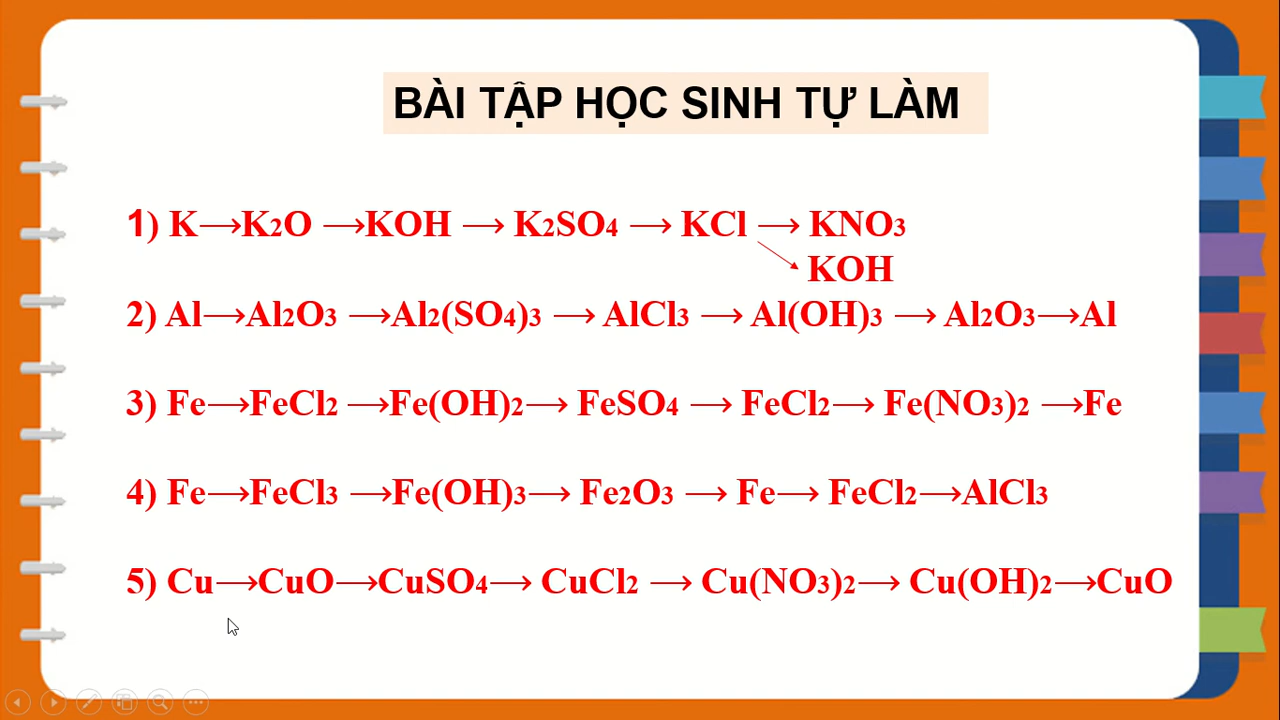 BÀI TẬP HỌC SINH TỰ LÀM
1) K⟶K2O ⟶KOH ⟶ K2SO4 ⟶ KCl ⟶ KNO3
KOH
2) Al⟶Al2O3 ⟶Al2(SO4)3 ⟶ AlCl3 ⟶ Al(OH)3 ⟶ Al2O3⟶Al
3) Fe⟶FeCl2 ⟶Fe(OH)2⟶ FeSO4 ⟶ FeCl2⟶ Fe(NO3)2 ⟶Fe
4) Fe⟶FeCl3 ⟶Fe(OH)3⟶ Fe2O3 ⟶ Fe⟶ FeCl2⟶AlCl3
5) Cu⟶CuO⟶CuSO4⟶ CuCl2 ⟶ Cu(NO3)2⟶ Cu(OH)2⟶CuO